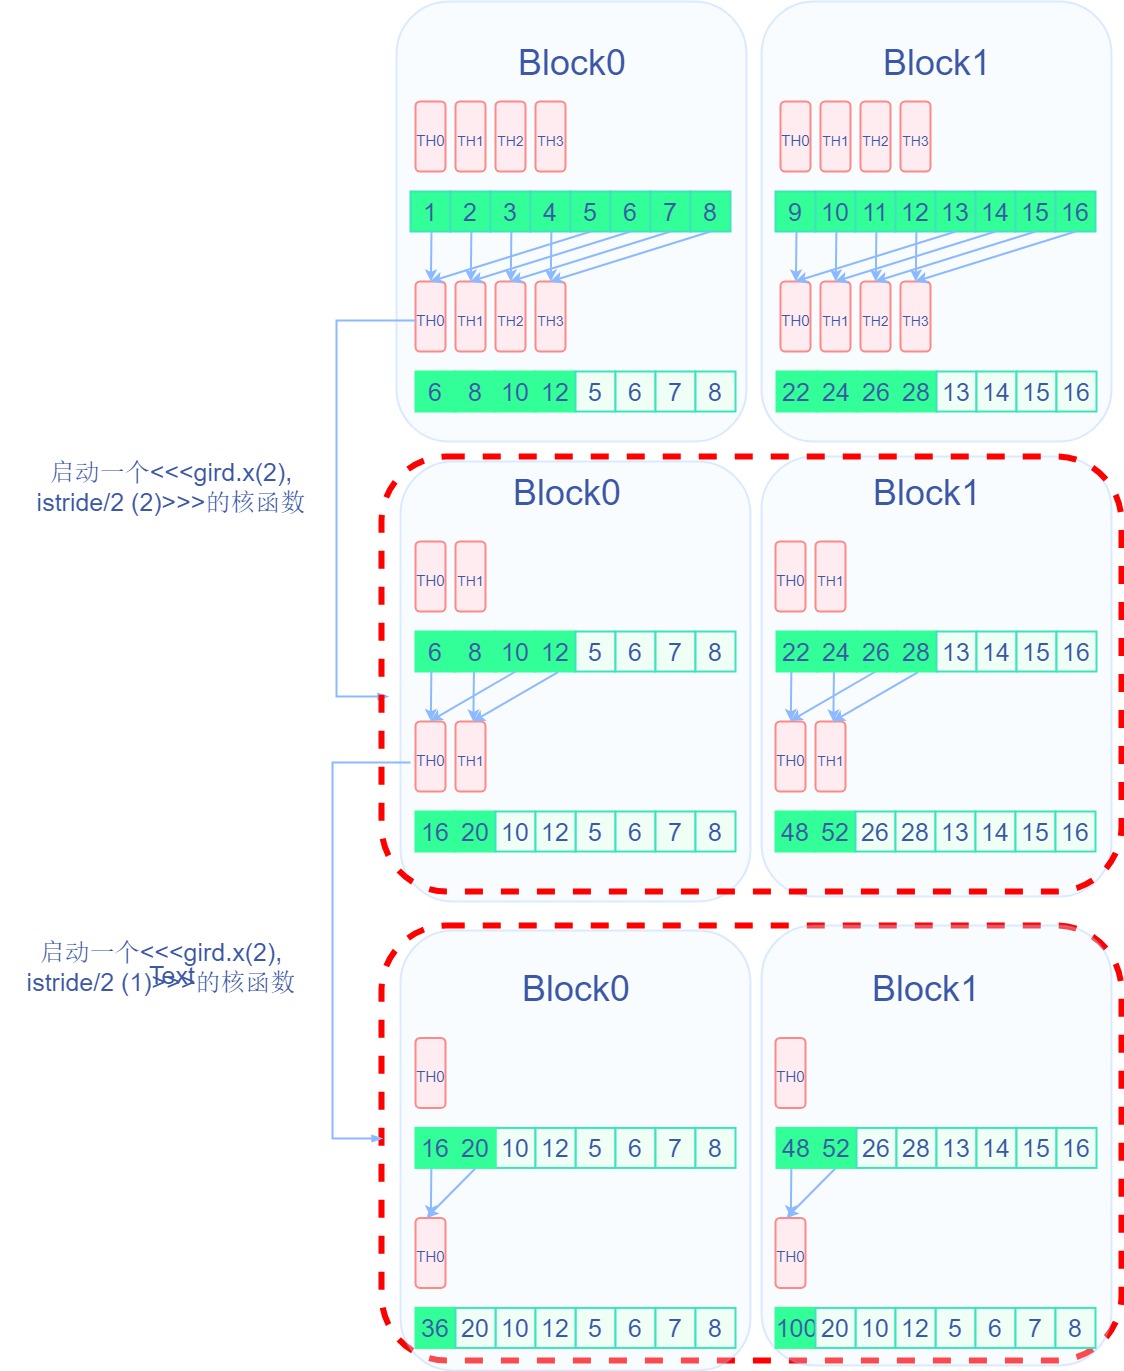 Block0 Block1
TH0 TH1 TH2 TH3 TH0 TH1 TH2 TH3
1 2 3 4 5 6 7 8 9 10 11 12 13 14 15 16
TH0 TH1 TH2 TH3 TH0 TH1 TH2 TH3
6 8 10 12 5 6 7 8 22 24 26 28 13 14 15 16
启动一个<<<gird.x(2),
istride/2 (2)>>>的核函数
Block0 Block1
TH0 TH1 TH0 TH1
6 8 10 12 5 6 7 8 22 24 26 28 13 14 15 16
TH0 TH1 TH0 TH1
16 20 10 12 5 6 7 8 48 52 26 28 13 14 15 16
启动一个<<<gird.x(2),
istride/2 (1)>>>的核函数
Text
Block0 Block1
TH0 TH0
16 20 10 12 5 6 7 8 48 52 26 28 13 14 15 16
TH0 TH0
36 20 10 12 5 6 7 8 100 20 10 12 5 6 7 8